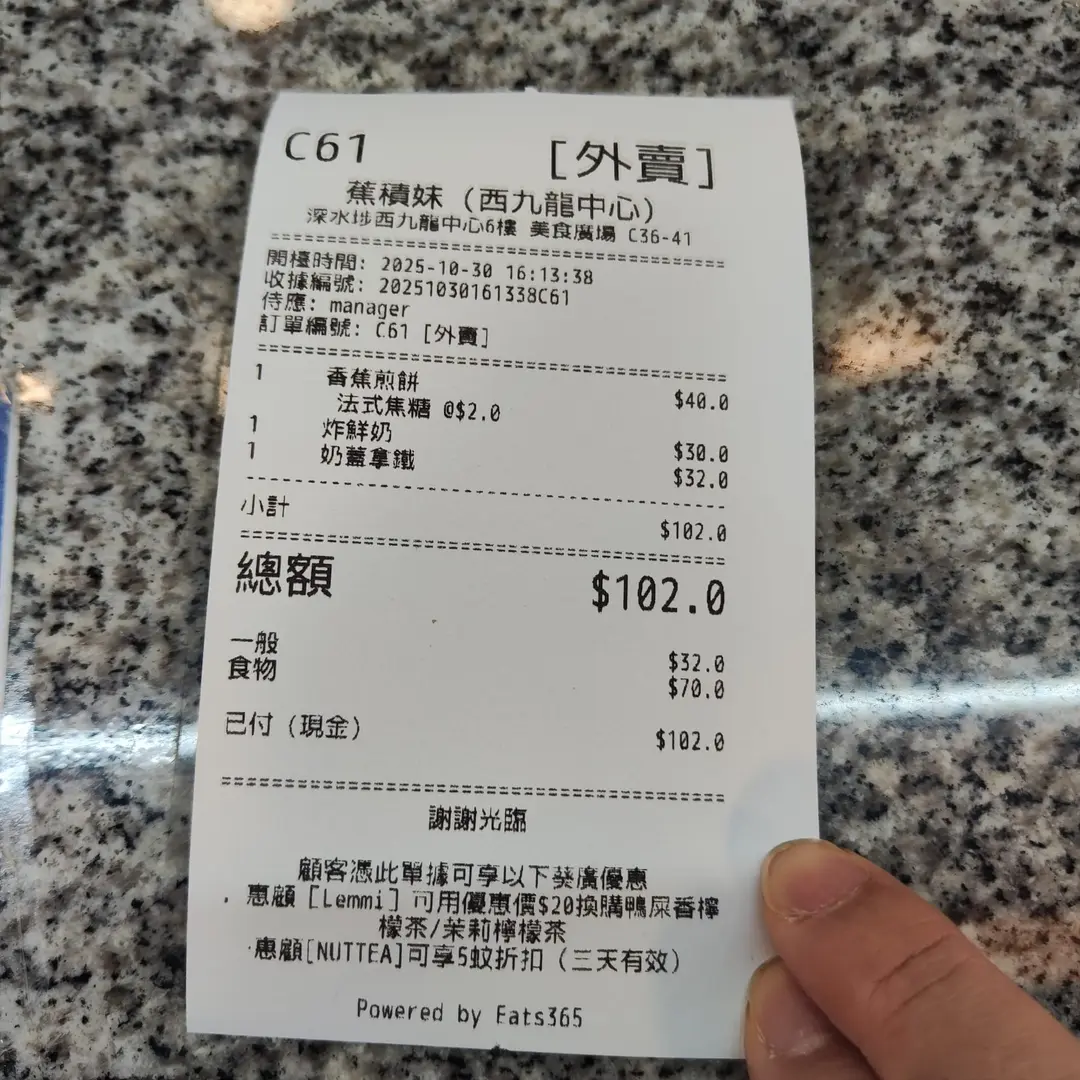 C61 [外賣]
蕉積妹 (西九龍中心)
深水埗西九龍中心6樓 美食廣場 C36-41
開檯時間: 2025-10-30 16:13:38
收據編號: 20251030161338C61
侍應: manager
訂單編號: C61 [外賣]
1 香蕉煎餅 $40.0
法式焦糖 @$2.0
1 炸鮮奶 $30.0
1 奶蓋拿鐵 $32.0
小計 $102.0
總額 $102.0
一般 $32.0
食物 $70.0
已付 (現金) $102.0
謝謝光臨
顧客憑此單據可享以下葵廣優惠
. 惠顧 [Lemmi] 可用優惠價$20換購鴨屎香檸
檬茶/茉莉檸檬茶
·惠顧[NUTTEA]可享5蚊折扣 (三天有效)
Powered by Eats365